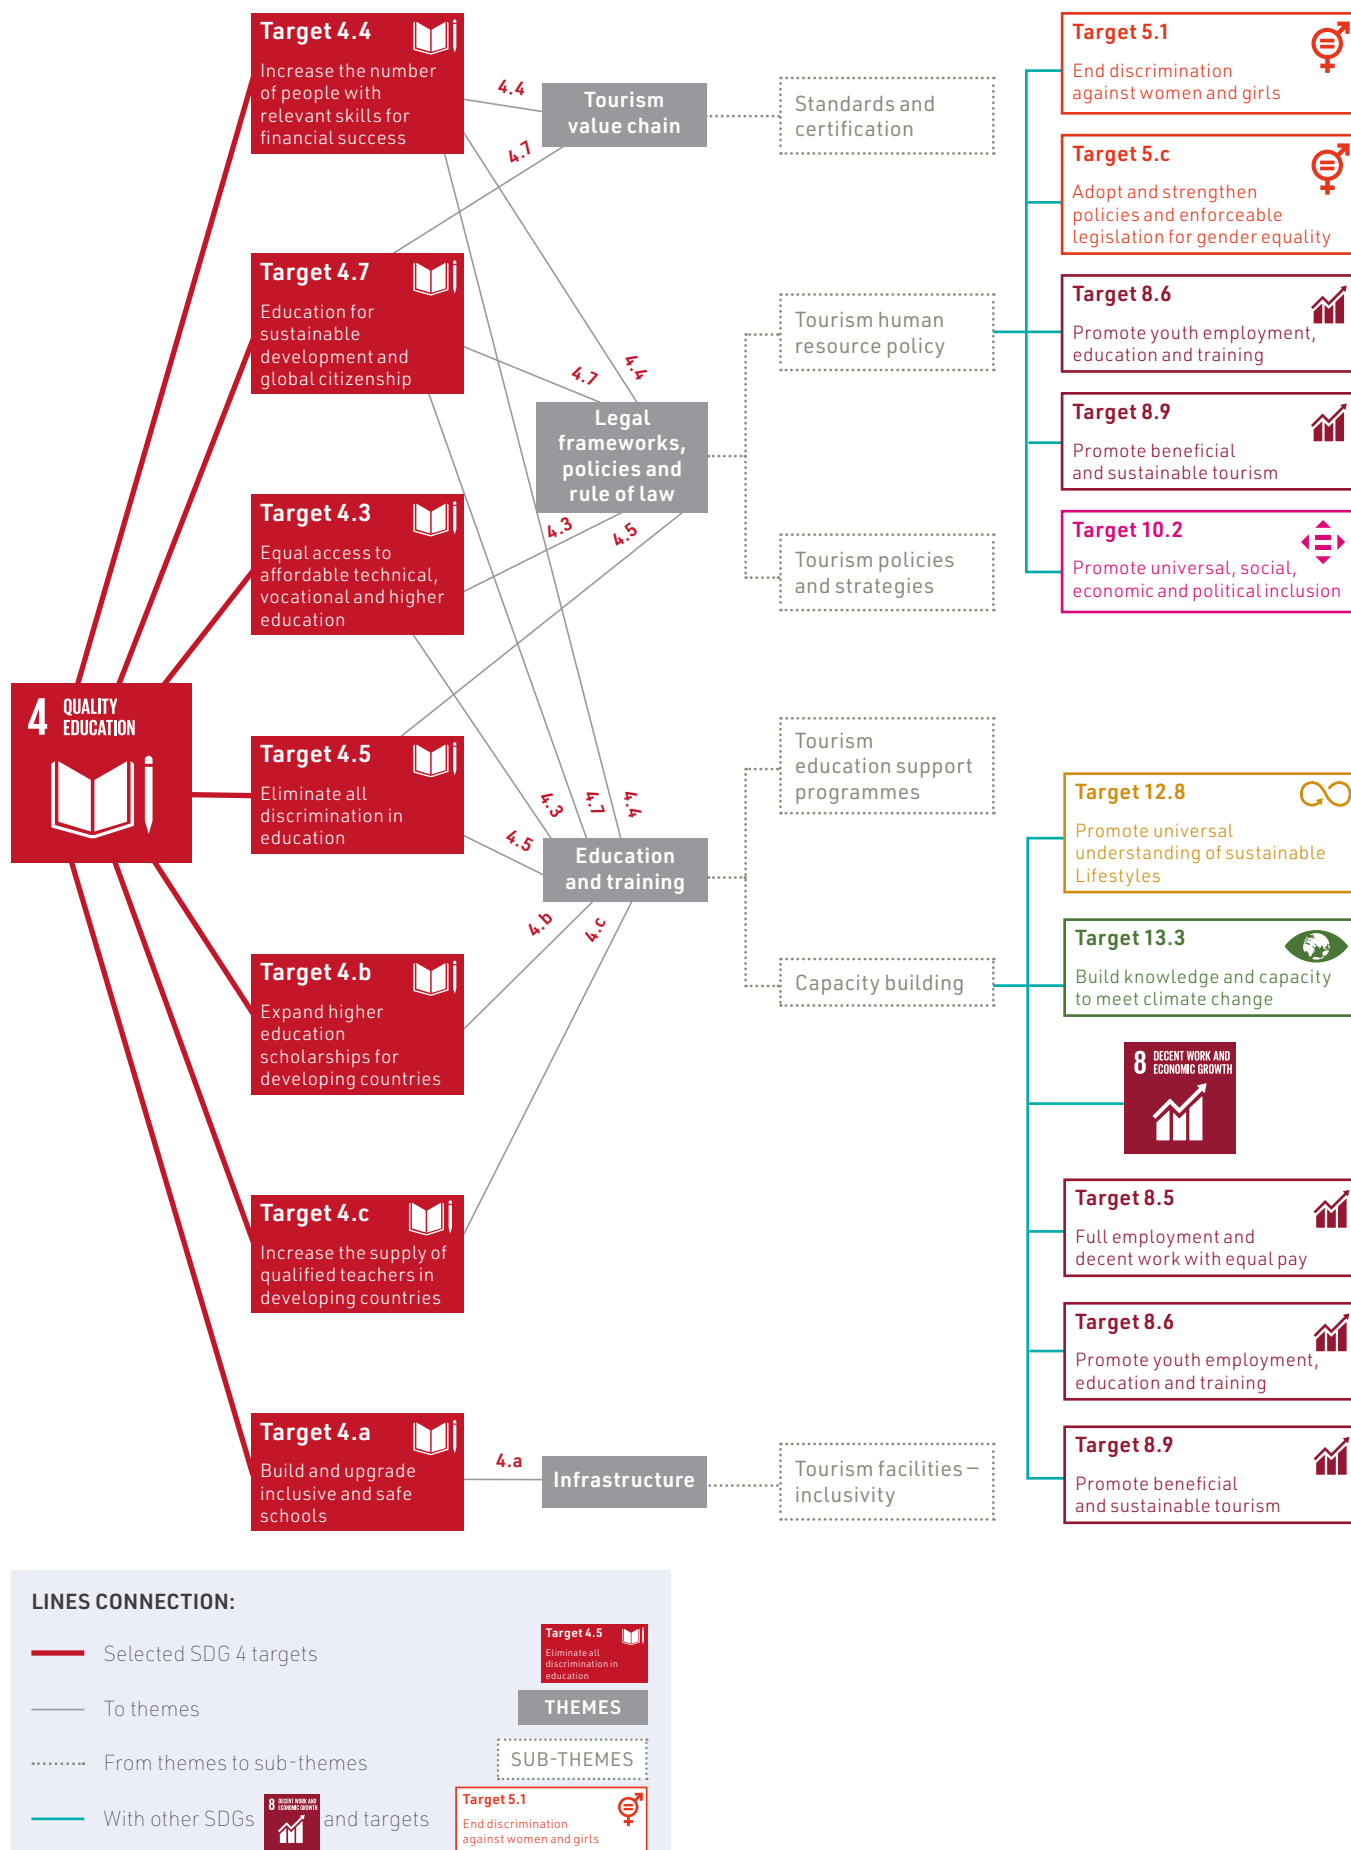 Target 4.4
Increase the number
of people with
relevant skills for
financial success
4.4
Tourism
value chain
Standards and
certification
Target 5.1
End discrimination
against women and girls
4.7
Target 5.c
Adopt and strengthen
policies and enforceable
legislation for gender equality
Target 4.7
Education for
sustainable
development and
global citizenship
4.7
4.4
Tourism human
resource policy
Target 8.6
Promote youth employment,
education and training
Legal
frameworks,
policies and
rule of law
Target 8.9
Promote beneficial
and sustainable tourism
Target 4.3
Equal access to
affordable technical,
vocational and higher
education
4.3
4.5
Tourism policies
and strategies
Target 10.2
Promote universal, social,
economic and political inclusion
4 QUALITY
EDUCATION
Target 4.5
Eliminate all
discrimination in
education
4.3
4.7
4.4
4.5
Education
and training
Tourism
education support
programmes
Target 12.8
Promote universal
understanding of sustainable
Lifestyles
4.b
4.c
Target 4.b
Expand higher
education
scholarships for
developing countries
Capacity building
Target 13.3
Build knowledge and capacity
to meet climate change
8 DECENT WORK AND
ECONOMIC GROWTH
Target 4.c
Increase the supply of
qualified teachers in
developing countries
Target 8.5
Full employment and
decent work with equal pay
Target 8.6
Promote youth employment,
education and training
Target 4.a
Build and upgrade
inclusive and safe
schools
4.a
Infrastructure
Tourism facilities –
inclusivity
Target 8.9
Promote beneficial
and sustainable tourism
LINES CONNECTION:
Selected SDG 4 targets
Target 4.5
Eliminate all
discrimination in
education
To themes
THEMES
From themes to sub-themes
SUB-THEMES
With other SDGs
8 DECENT WORK AND
ECONOMIC GROWTH
and targets
Target 5.1
End discrimination
against women and girls